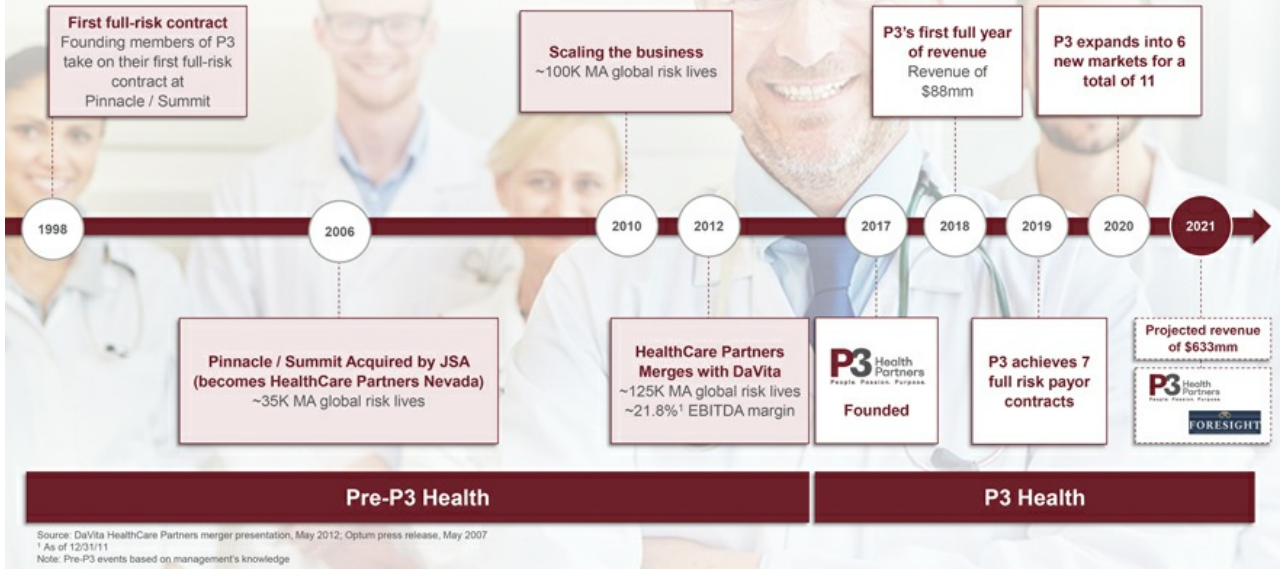 First full-risk contract
Founding members of P3
take on their first full-risk
contract at
Pinnacle / Summit
Scaling the business
~100K MA global risk lives
P3's first full year
of revenue
Revenue of
$88mm
P3 expands into 6
new markets for a
total of 11
1998
2006
2010
2012
2017
2018
2019
2020
2021
Pinnacle / Summit Acquired by JSA
(becomes HealthCare Partners Nevada)
~35K MA global risk lives
HealthCare Partners
Merges with DaVita
~125K MA global risk lives
~21.8%¹ EBITDA margin
P3 Health
Partners
People. Passion. Purpose.
Founded
P3 achieves 7
full risk payor
contracts
Projected revenue
of $633mm
P3 Health
Partners
People. Passion. Purpose.
FORESIGHT
Pre-P3 Health
P3 Health
Source: DaVita HealthCare Partners merger presentation, May 2012; Optum press release, May 2007
¹ As of 12/31/11
Note: Pre-P3 events based on management's knowledge